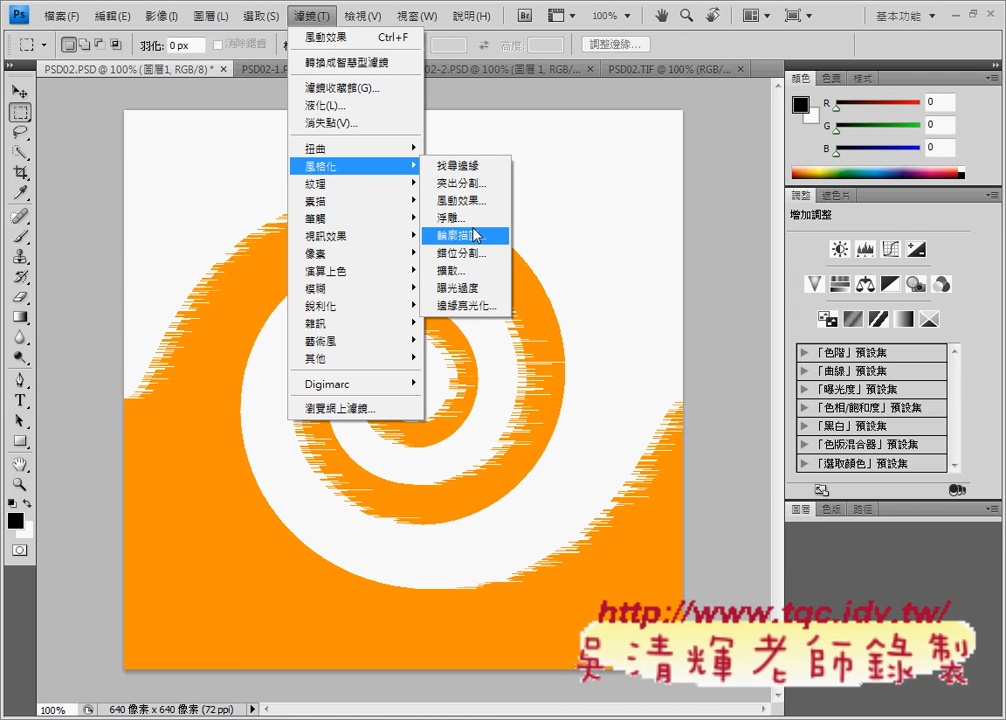 Ps 檔案(F) 編輯(E) 影像(I) 圖層(L) 選取(S) 濾鏡(T) 檢視(V) 視窗(W) 說明(H) Br 100% 基本功能
羽化: 0 px 消除鋸齒 高度: 調整邊緣...
PSD02.PSD @ 100% (圖層 1, RGB/8) * × PSD02-1.P 02-2.PSD @ 100% (圖層 1, RGB/... × PSD02.TIF @ 100% (RGB/... ×
風動效果 Ctrl+F
轉換成智慧型濾鏡
濾鏡收藏館(G)...
液化(L)...
消失點(V)...
扭曲
風格化
紋理
素描
筆觸
視訊效果
像素
演算上色
模糊
銳利化
雜訊
藝術風
其他
Digimarc
瀏覽網上濾鏡...
找尋邊緣
突出分割...
風動效果...
浮雕...
錯位分割...
擴散...
曝光過度
邊緣亮光化...
顏色 色票 樣式
R 0
G 0
B 0
調整 遮色片
增加調整
「色階」預設集
「曲線」預設集
「曝光度」預設集
「色相/飽和度」預設集
「黑白」預設集
「色版混合器」預設集
「選取顏色」預設集
圖層 色版 路徑
http://www.tqc.idv.tw/
吳清輝老師錄製
100% 640 像素 x 640 像素 (72 ppi)